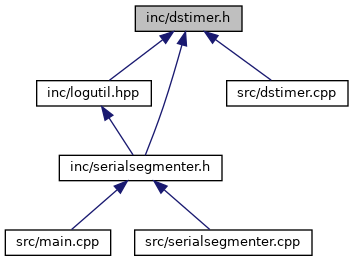 inc/dstimer.h
inc/logutil.hpp
src/dstimer.cpp
inc/serialsegmenter.h
src/main.cpp
src/serialsegmenter.cpp